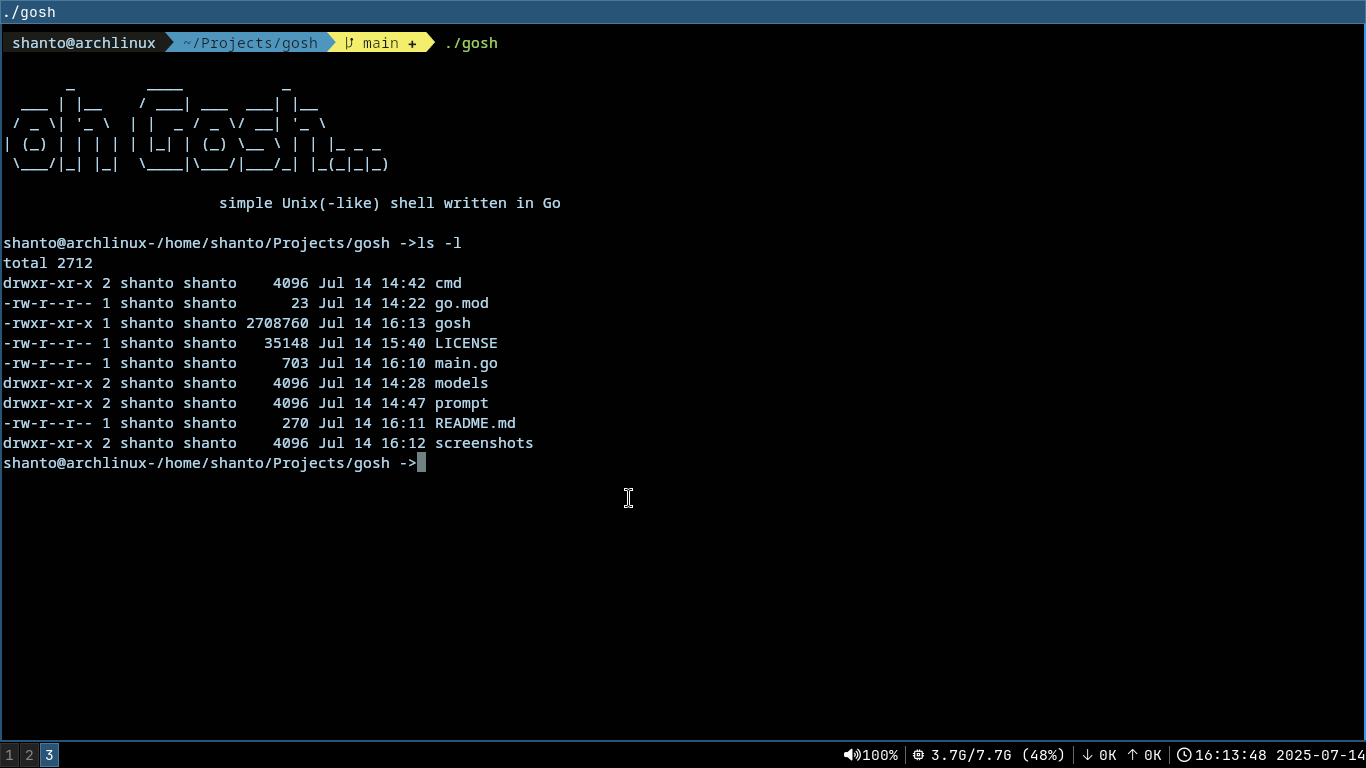 ./gosh
shanto@archlinux ~/Projects/gosh main + ./gosh
        _        ____           _
  ___ | |__    / ___| ___  ___| |__
 / _ \| '_ \  | |  _ / _ \/ __| '_ \
| (_) | | | | | |_| | (_) \__ \ | | |_ _ _
 \___/|_| |_|  \____|\___/|___/_| |_(_|_|_)
simple Unix(-like) shell written in Go
shanto@archlinux-/home/shanto/Projects/gosh ->ls -l
total 2712
drwxr-xr-x 2 shanto shanto    4096 Jul 14 14:42 cmd
-rw-r--r-- 1 shanto shanto      23 Jul 14 14:22 go.mod
-rwxr-xr-x 1 shanto shanto 2708760 Jul 14 16:13 gosh
-rw-r--r-- 1 shanto shanto   35148 Jul 14 15:40 LICENSE
-rw-r--r-- 1 shanto shanto     703 Jul 14 16:10 main.go
drwxr-xr-x 2 shanto shanto    4096 Jul 14 14:28 models
drwxr-xr-x 2 shanto shanto    4096 Jul 14 14:47 prompt
-rw-r--r-- 1 shanto shanto     270 Jul 14 16:11 README.md
drwxr-xr-x 2 shanto shanto    4096 Jul 14 16:12 screenshots
shanto@archlinux-/home/shanto/Projects/gosh ->
1 2 3 100% 3.7G/7.7G (48%) ↓ 0K ↑ 0K 16:13:48 2025-07-14